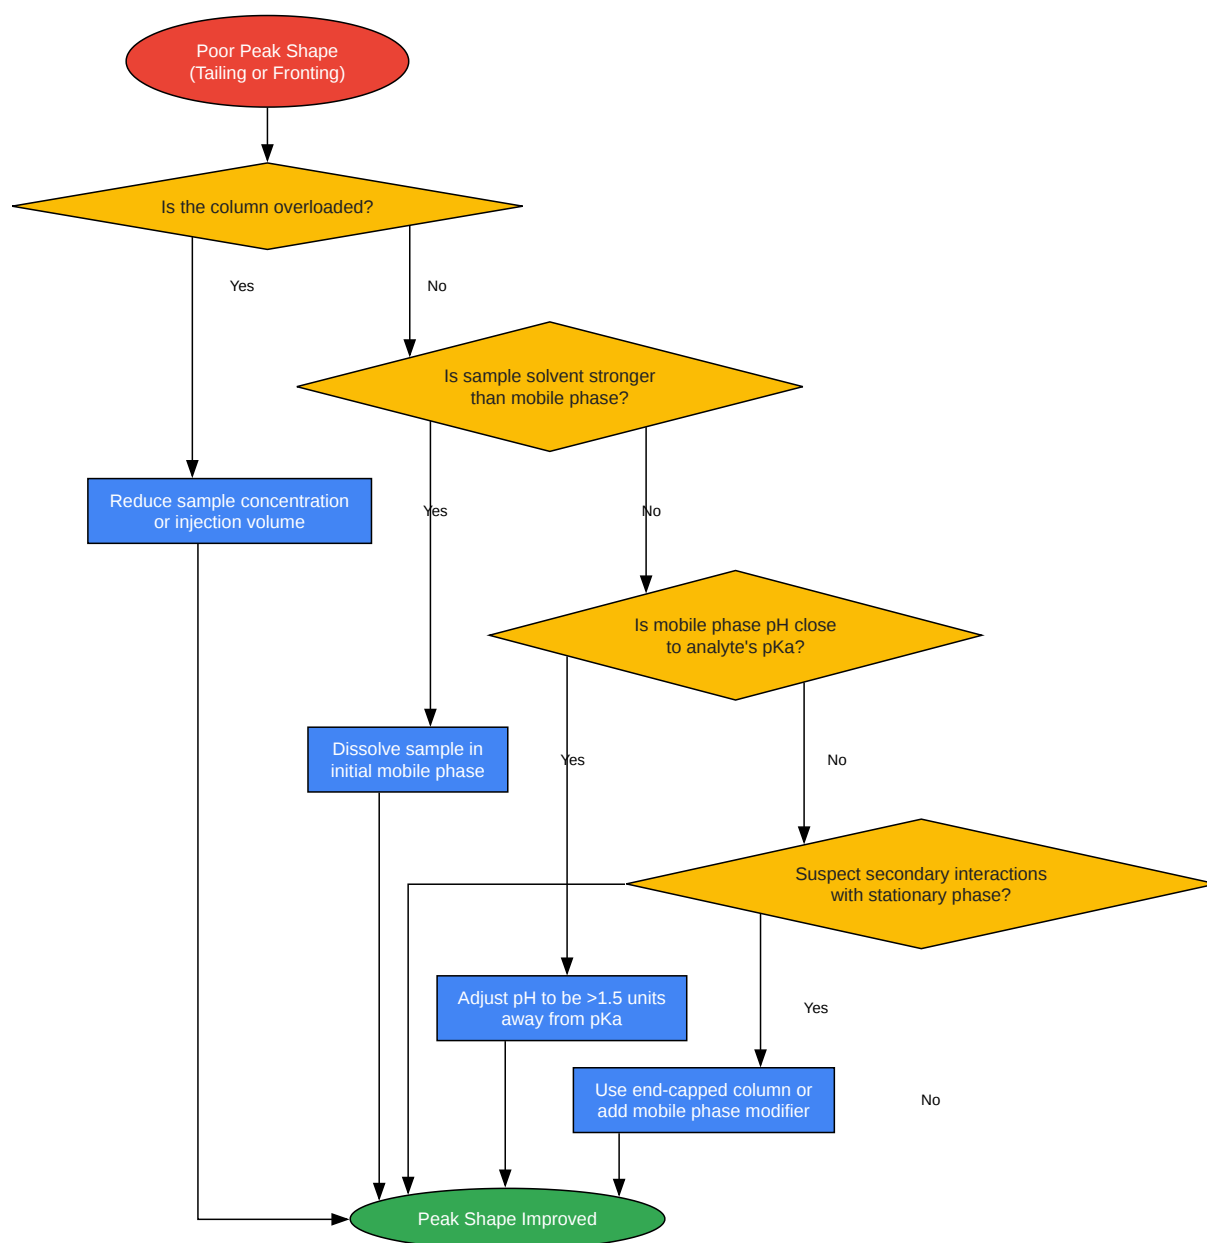 Poor Peak Shape
(Tailing or Fronting)
Is the column overloaded?
Yes
No
Is sample solvent stronger
than mobile phase?
Reduce sample concentration
or injection volume
Yes
No
Is mobile phase pH close
to analyte's pKa?
Dissolve sample in
initial mobile phase
Yes
No
Suspect secondary interactions
with stationary phase?
Adjust pH to be >1.5 units
away from pKa
Yes
Use end-capped column or
add mobile phase modifier
No
Peak Shape Improved